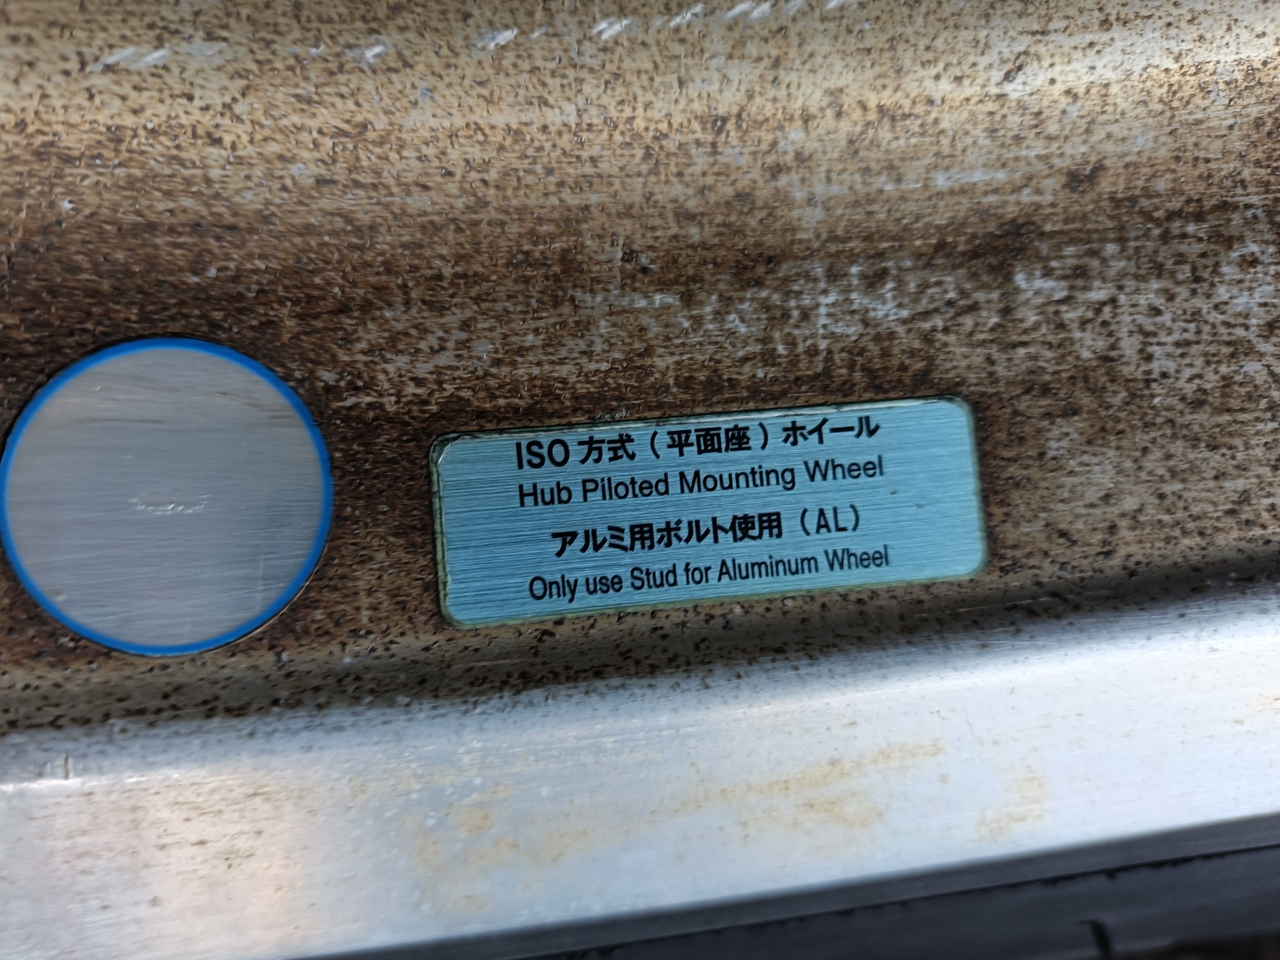 ISO 方式（平面座）ホイール
Hub Piloted Mounting Wheel
アルミ用ボルト使用（AL）
Only use Stud for Aluminum Wheel